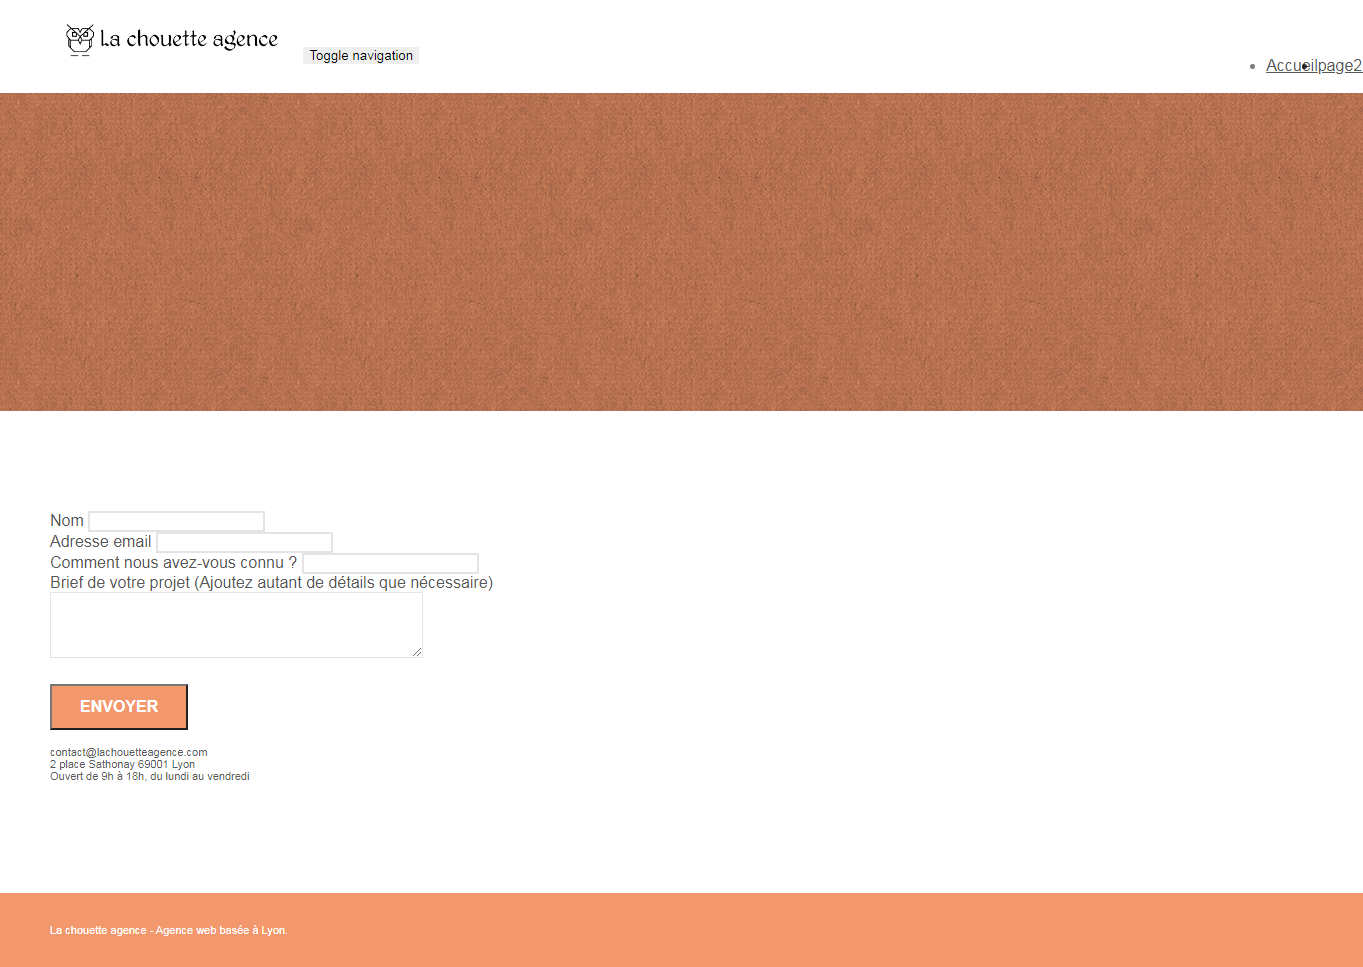 La chouette agence
Toggle navigation
Accueil
page2
Nom
Adresse email
Comment nous avez-vous connu ?
Brief de votre projet (Ajoutez autant de détails que nécessaire)
ENVOYER
contact@lachouetteagence.com
2 place Sathonay 69001 Lyon
Ouvert de 9h à 18h, du lundi au vendredi
La chouette agence - Agence web basée à Lyon.